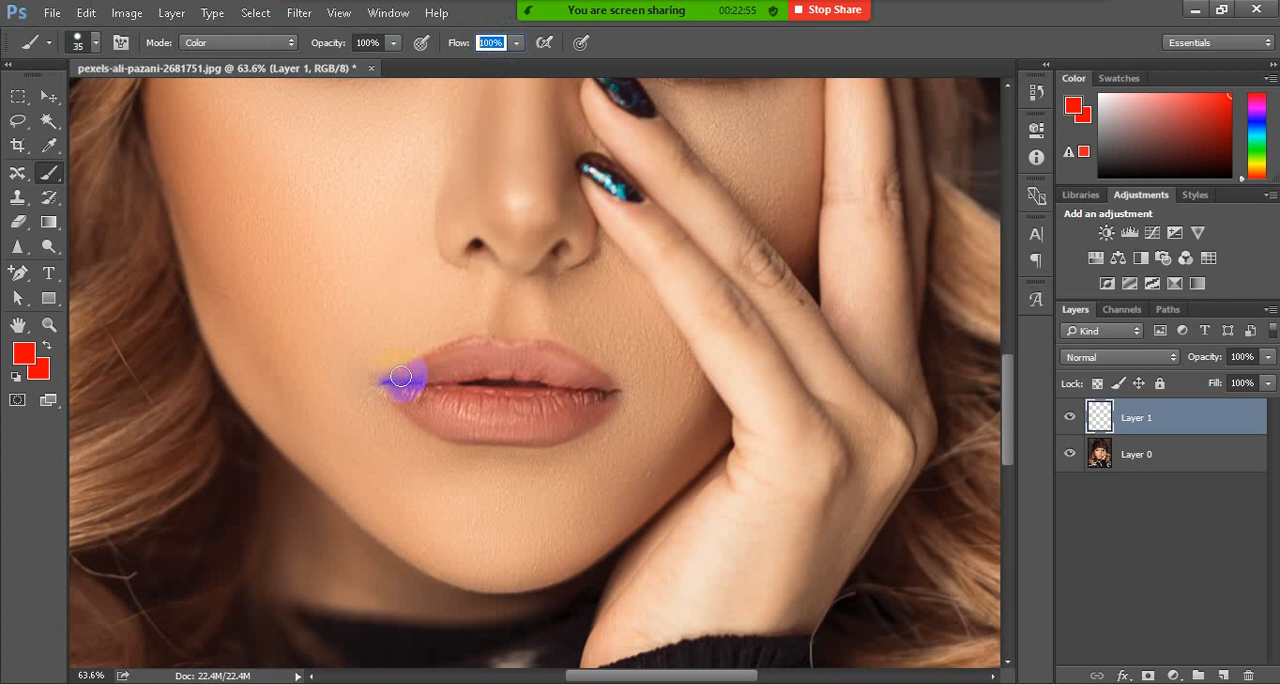 Ps File Edit Image Layer Type Select Filter View Window Help You are screen sharing 00:22:55 Stop Share
35 Mode: Color Opacity: 100% Flow: 100% Essentials
pexels-ali-pazani-2681751.jpg @ 63.6% (Layer 1, RGB/8) *
Color Swatches
Libraries Adjustments Styles
Add an adjustment
Layers Channels Paths
Kind
Normal Opacity: 100%
Lock: Fill: 100%
Layer 1
Layer 0
63.6% Doc: 22.4M/22.4M